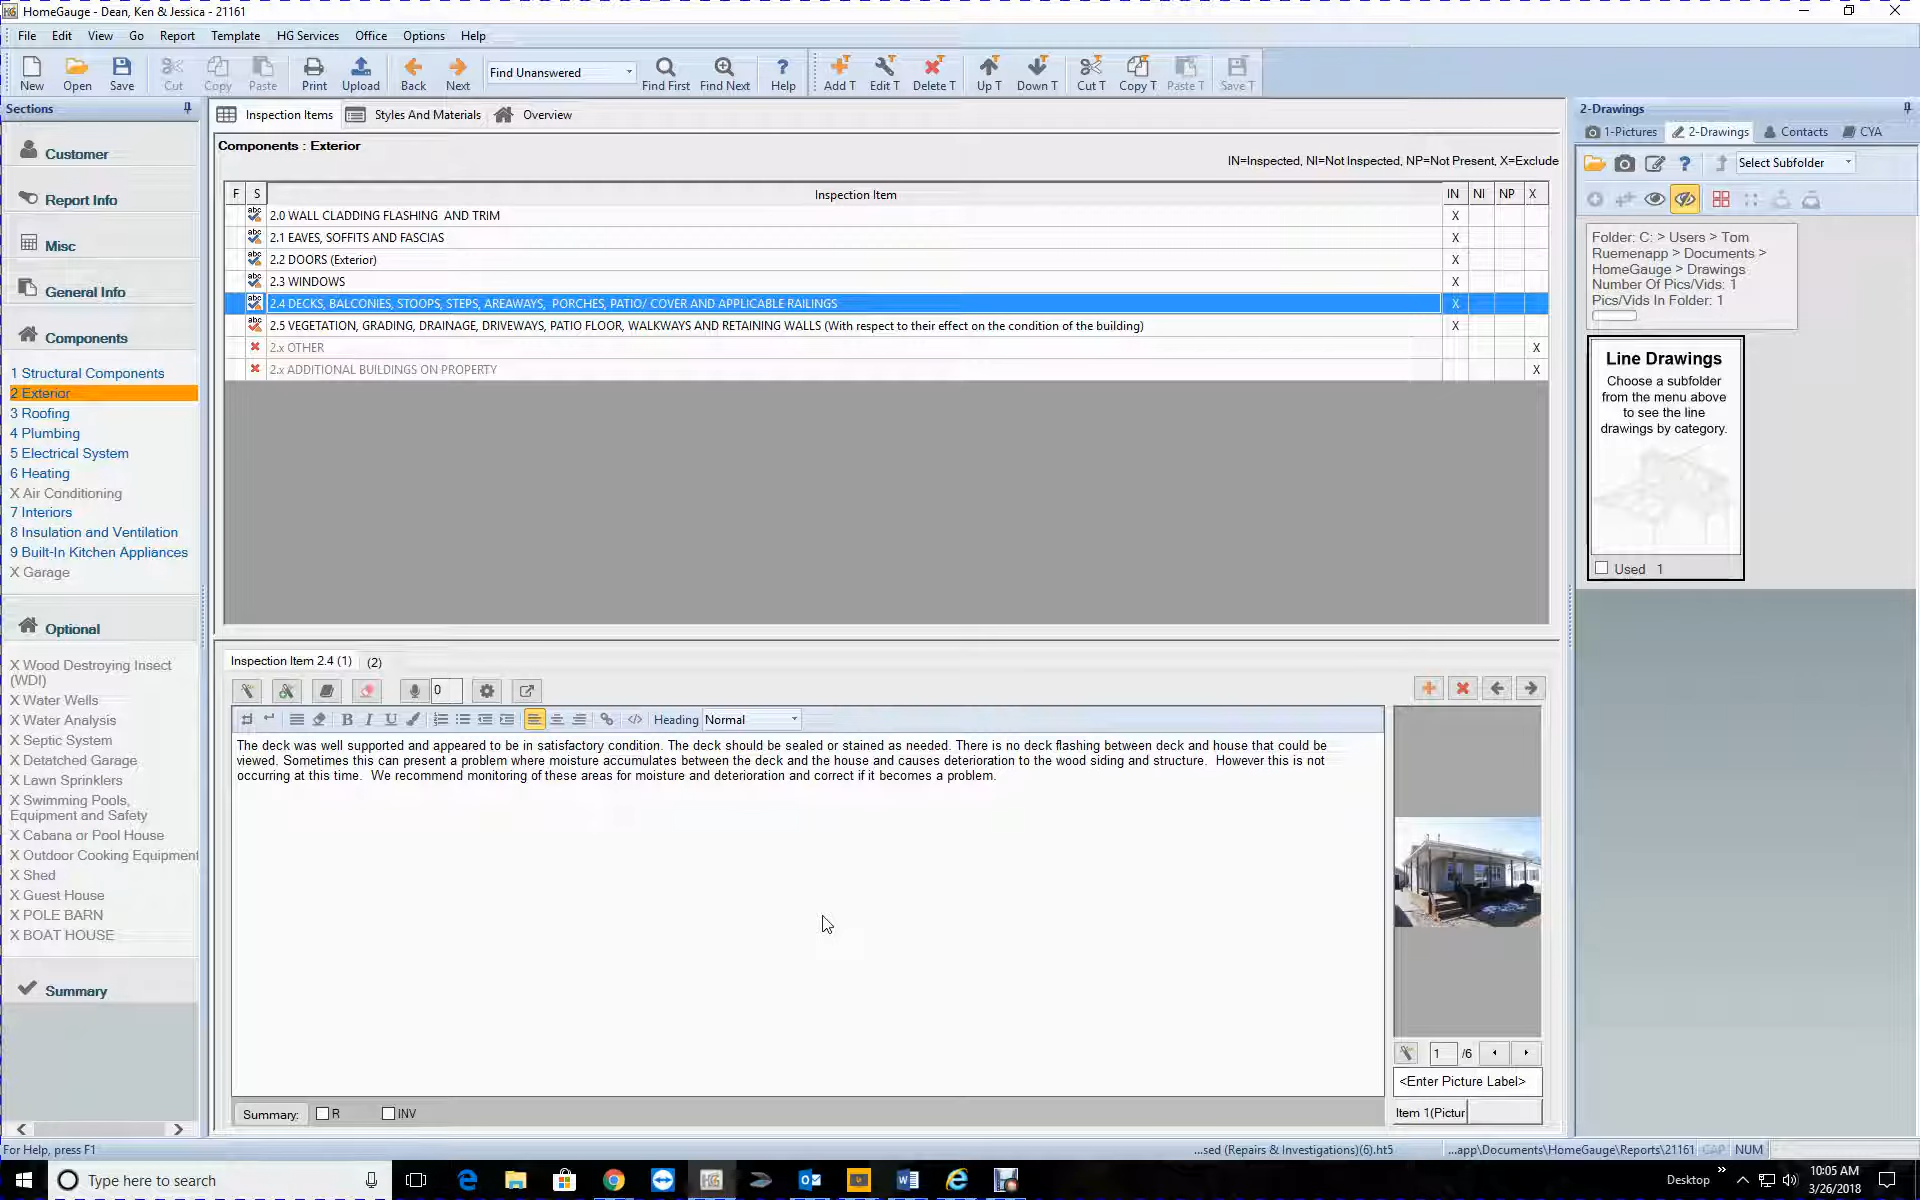 HomeGauge - Dean, Ken & Jessica - 21161
File Edit View Go Report Template HG Services Office Options Help
New Open Save Cut Copy Paste Print Upload Back Next Find Unanswered Find First Find Next Help Add T Edit T Delete T Up T Down T Cut T Copy T Paste T Save T
Sections
Customer
Report Info
Misc
General Info
Components
1 Structural Components
2 Exterior
3 Roofing
4 Plumbing
5 Electrical System
6 Heating
X Air Conditioning
7 Interiors
8 Insulation and Ventilation
9 Built-In Kitchen Appliances
X Garage
Optional
X Wood Destroying Insect
(WDI)
X Water Wells
X Water Analysis
X Septic System
X Detatched Garage
X Lawn Sprinklers
X Swimming Pools,
Equipment and Safety
X Cabana or Pool House
X Outdoor Cooking Equipment
X Shed
X Guest House
X POLE BARN
X BOAT HOUSE
Summary
Inspection Items Styles And Materials Overview
Components : Exterior
IN=Inspected, NI=Not Inspected, NP=Not Present, X=Exclude
F S Inspection Item IN NI NP X
2.0 WALL CLADDING FLASHING AND TRIM X
2.1 EAVES, SOFFITS AND FASCIAS X
2.2 DOORS (Exterior) X
2.3 WINDOWS X
2.4 DECKS, BALCONIES, STOOPS, STEPS, AREAWAYS, PORCHES, PATIO/ COVER AND APPLICABLE RAILINGS X
2.5 VEGETATION, GRADING, DRAINAGE, DRIVEWAYS, PATIO FLOOR, WALKWAYS AND RETAINING WALLS (With respect to their effect on the condition of the building) X
2.x OTHER X
2.x ADDITIONAL BUILDINGS ON PROPERTY X
Inspection Item 2.4 (1) (2)
0
B I U Heading Normal
The deck was well supported and appeared to be in satisfactory condition. The deck should be sealed or stained as needed. There is no deck flashing between deck and house that could be
viewed. Sometimes this can present a problem where moisture accumulates between the deck and the house and causes deterioration to the wood siding and structure. However this is not
occurring at this time. We recommend monitoring of these areas for moisture and deterioration and correct if it becomes a problem.
1 /6
<Enter Picture Label>
Item 1(Pictur
Summary: R INV
2-Drawings
1-Pictures 2-Drawings Contacts CYA
Select Subfolder
Folder: C: > Users > Tom
Ruemenapp > Documents >
HomeGauge > Drawings
Number Of Pics/Vids: 1
Pics/Vids In Folder: 1
Line Drawings
Choose a subfolder
from the menu above
to see the line
drawings by category.
Used 1
For Help, press F1
...sed (Repairs & Investigations)(6).ht5 ...app\Documents\HomeGauge\Reports\21161 CAP NUM
Type here to search
Desktop
10:05 AM
3/26/2018